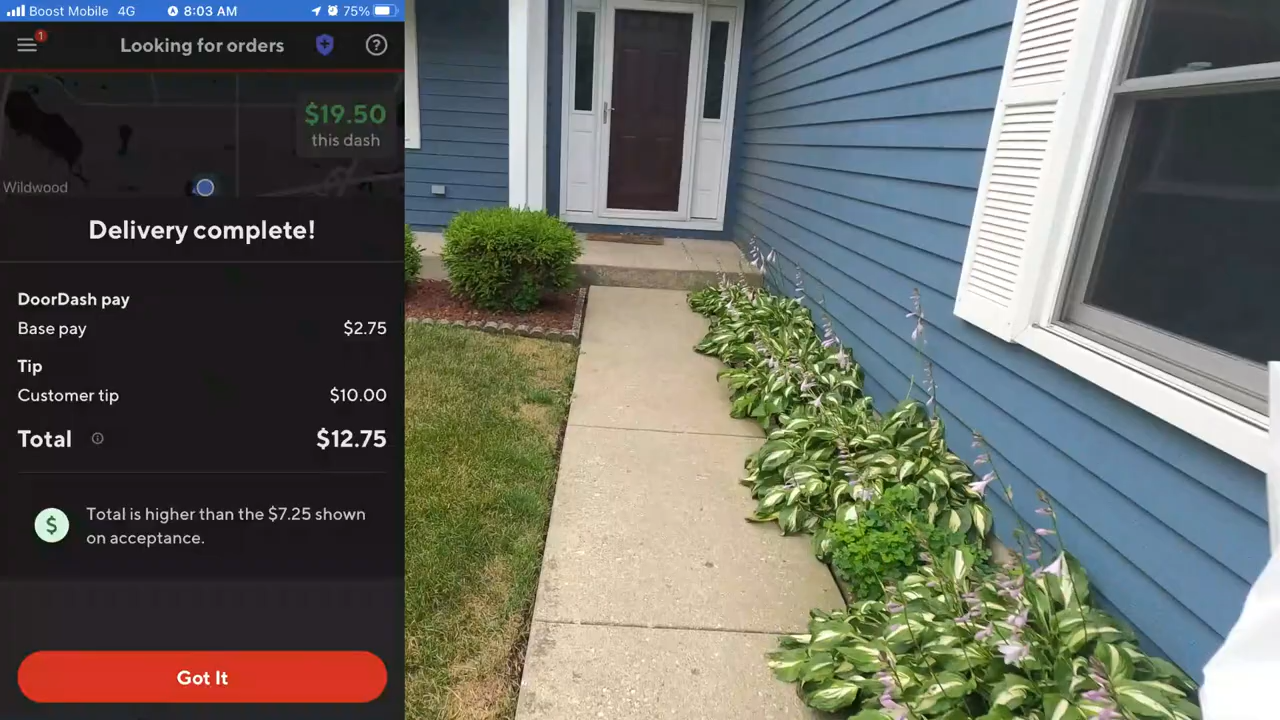 Boost Mobile 4G 8:03 AM 75%
1
Looking for orders
?
$19.50
this dash
Wildwood
Delivery complete!
DoorDash pay
Base pay $2.75
Tip
Customer tip $10.00
Total $12.75
$
Total is higher than the $7.25 shown
on acceptance.
Got It